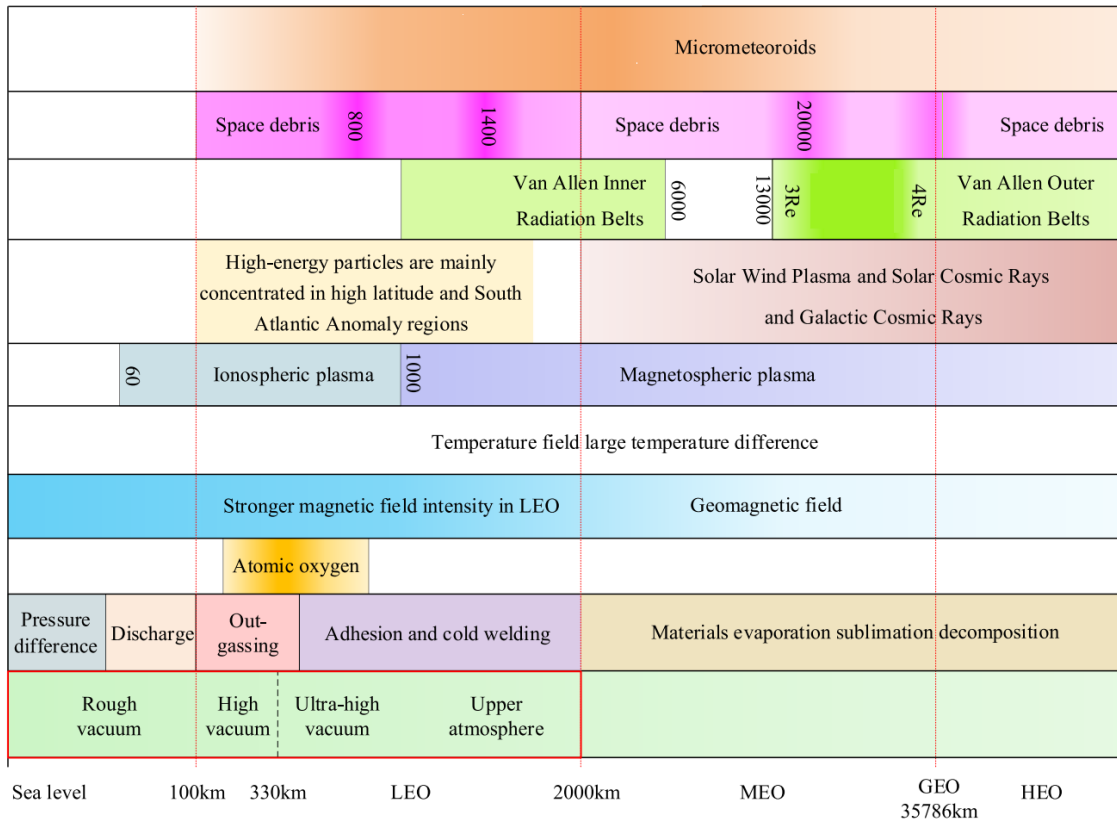 Micrometeoroids
Space debris
800
1400
Space debris
20000
Space debris
Van Allen Inner
Radiation Belts
6000
13000
3Re
4Re
Van Allen Outer
Radiation Belts
High-energy particles are mainly
concentrated in high latitude and South
Atlantic Anomaly regions
Solar Wind Plasma and Solar Cosmic Rays
and Galactic Cosmic Rays
60
Ionospheric plasma
1000
Magnetospheric plasma
Temperature field large temperature difference
Stronger magnetic field intensity in LEO
Geomagnetic field
Atomic oxygen
Pressure
difference
Discharge
Out-
gassing
Adhesion and cold welding
Materials evaporation sublimation decomposition
Rough
vacuum
High
vacuum
Ultra-high
vacuum
Upper
atmosphere
Sea level
100km
330km
LEO
2000km
MEO
GEO
35786km
HEO